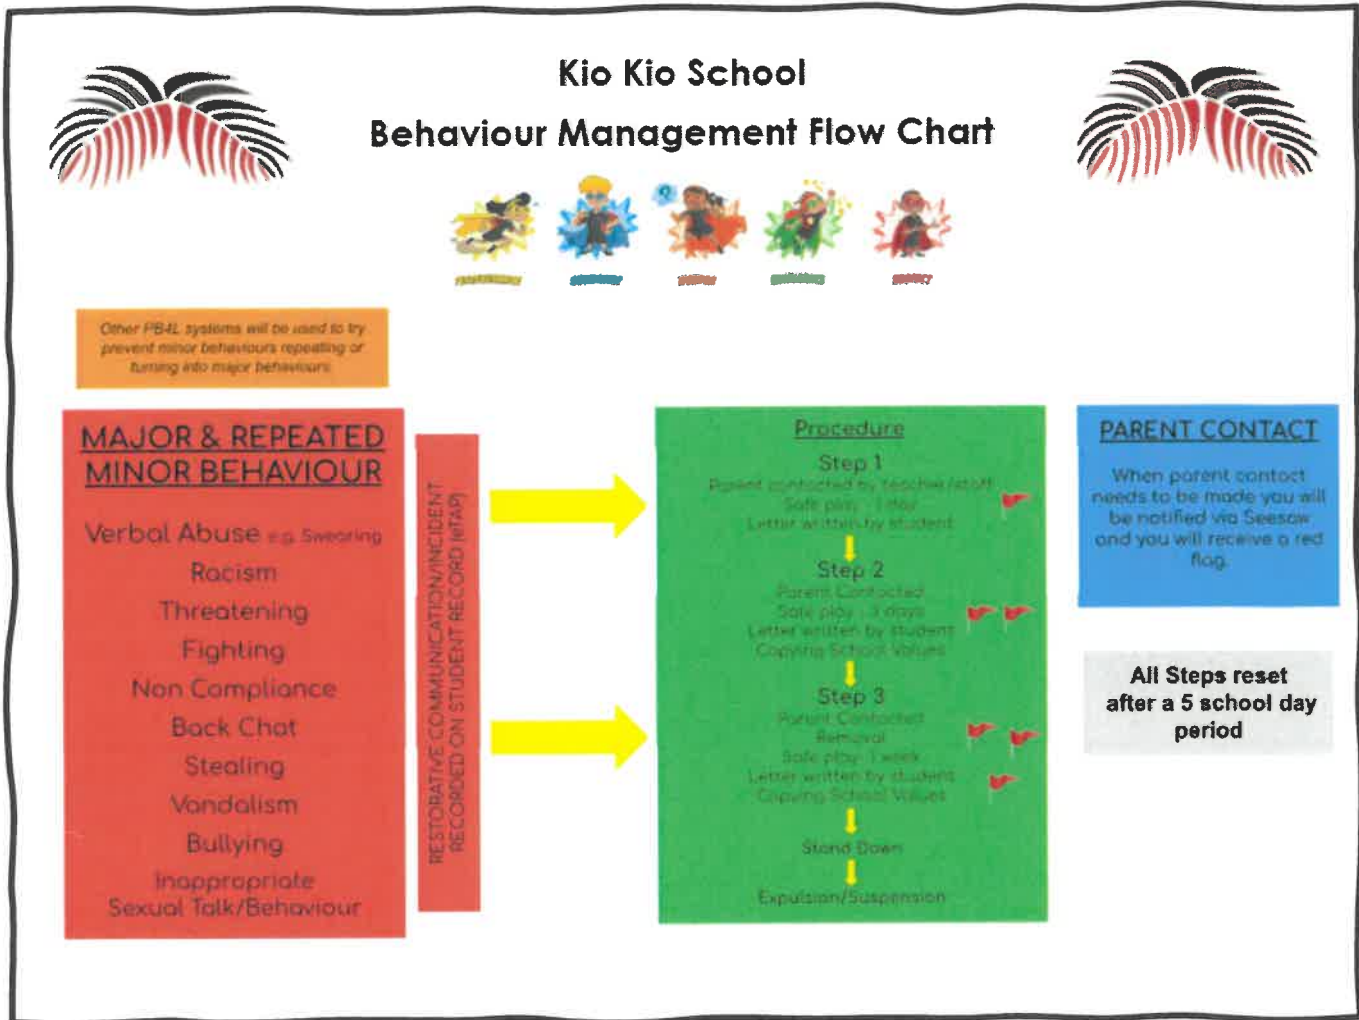 Kio Kio School
Behaviour Management Flow Chart
RESPECT
Other PB4L systems will be used to try
prevent minor behaviours repeating or
turning into major behaviours
MAJOR & REPEATED
MINOR BEHAVIOUR
Verbal Abuse e.g. Swearing
Racism
Threatening
Fighting
Non Compliance
Back Chat
Stealing
Vandalism
Bullying
Inappropriate
Sexual Talk/Behaviour
RESTORATIVE COMMUNICATION/INCIDENT
RECORDED ON STUDENT RECORD (eTAP)
Procedure
Step 1
Parent contacted by teacher/staff
Safe play - 1 day
Letter written by student
Step 2
Parent Contacted
Safe play - 3 days
Letter written by student
Copying School Values
Step 3
Parent Contacted
Removal
Safe play- 1 week
Letter written by student
Copying School Values
Stand Down
Expulsion/Suspension
PARENT CONTACT
When parent contact
needs to be made you will
be notified via Seesaw
and you will receive a red
flag.
All Steps reset
after a 5 school day
period